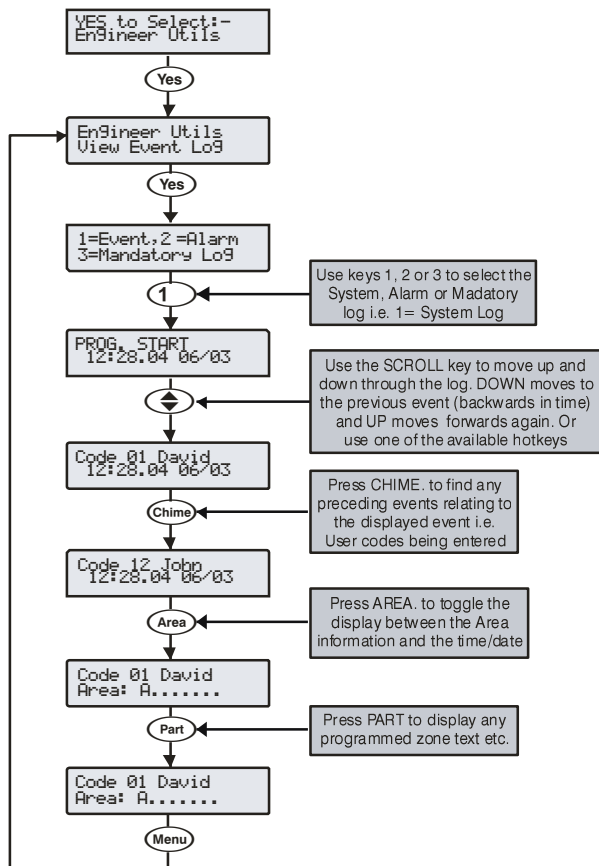 YES to Select:-
Engineer Utils
Yes
Engineer Utils
View Event Log
Yes
1=Event,2 =Alarm
3=Mandatory Log
1
Use keys 1, 2 or 3 to select the
System, Alarm or Madatory
log i.e. 1= System Log
PROG. START
12:28.04 06/03
Use the SCROLL key to move up and
down through the log. DOWN moves to
the previous event (backwards in time)
and UP moves forwards again. Or
use one of the available hotkeys
Code 01 David
12:28.04 06/03
Chime
Press CHIME. to find any
preceding events relating to
the displayed event i.e.
User codes being entered
Code 12 John
12:28.04 06/03
Area
Press AREA. to toggle the
display between the Area
information and the time/date
Code 01 David
Area: A.......
Part
Press PART to display any
programmed zone text etc.
Code 01 David
Area: A.......
Menu